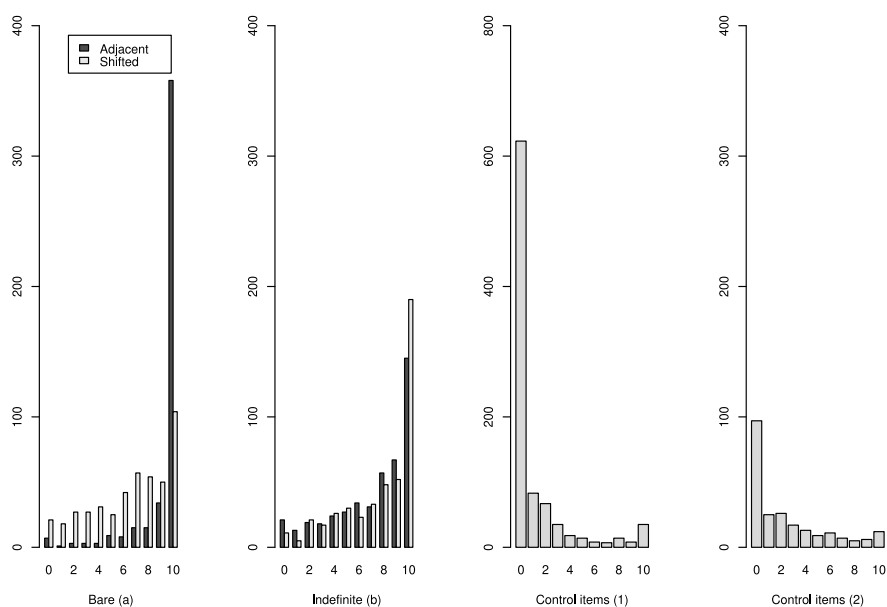 400 400 800 400
Adjacent
Shifted
300 300 600 300
200 200 400 200
100 100 200 100
0 0 0 0
0 2 4 6 8 10 0 2 4 6 8 10 0 2 4 6 8 10 0 2 4 6 8 10
Bare (a) Indefinite (b) Control items (1) Control items (2)